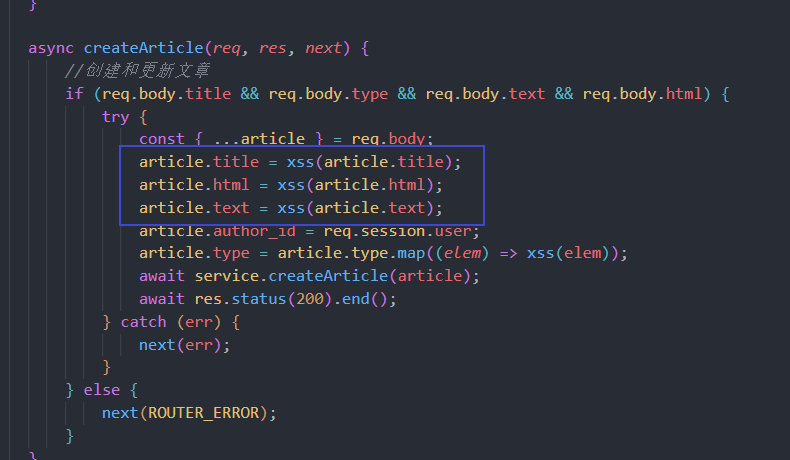 }
async createArticle(req, res, next) {
//创建和更新文章
if (req.body.title && req.body.type && req.body.text && req.body.html) {
try {
const { ...article } = req.body;
article.title = xss(article.title);
article.html = xss(article.html);
article.text = xss(article.text);
article.author_id = req.session.user;
article.type = article.type.map((elem) => xss(elem));
await service.createArticle(article);
await res.status(200).end();
} catch (err) {
next(err);
}
} else {
next(ROUTER_ERROR);
}
}